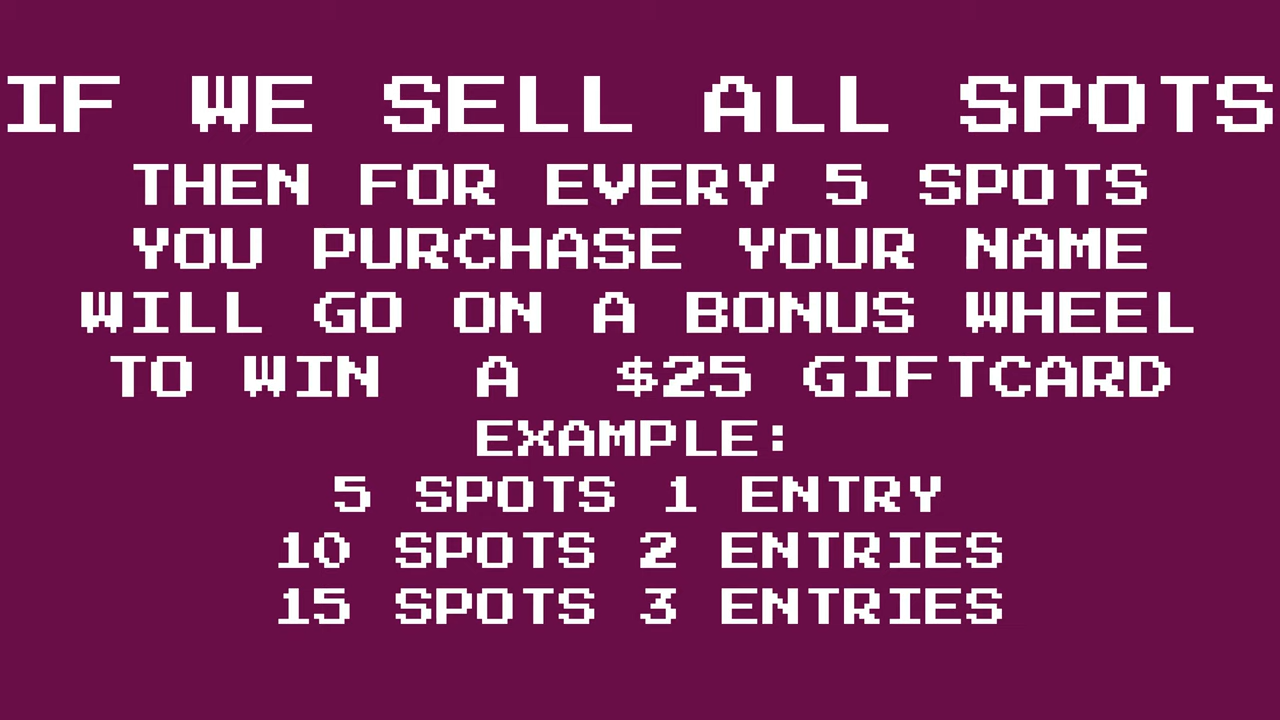 IF WE SELL ALL SPOTS
THEN FOR EVERY 5 SPOTS
YOU PURCHASE YOUR NAME
WILL GO ON A BONUS WHEEL
TO WIN A $25 GIFTCARD
EXAMPLE:
5 SPOTS 1 ENTRY
10 SPOTS 2 ENTRIES
15 SPOTS 3 ENTRIES